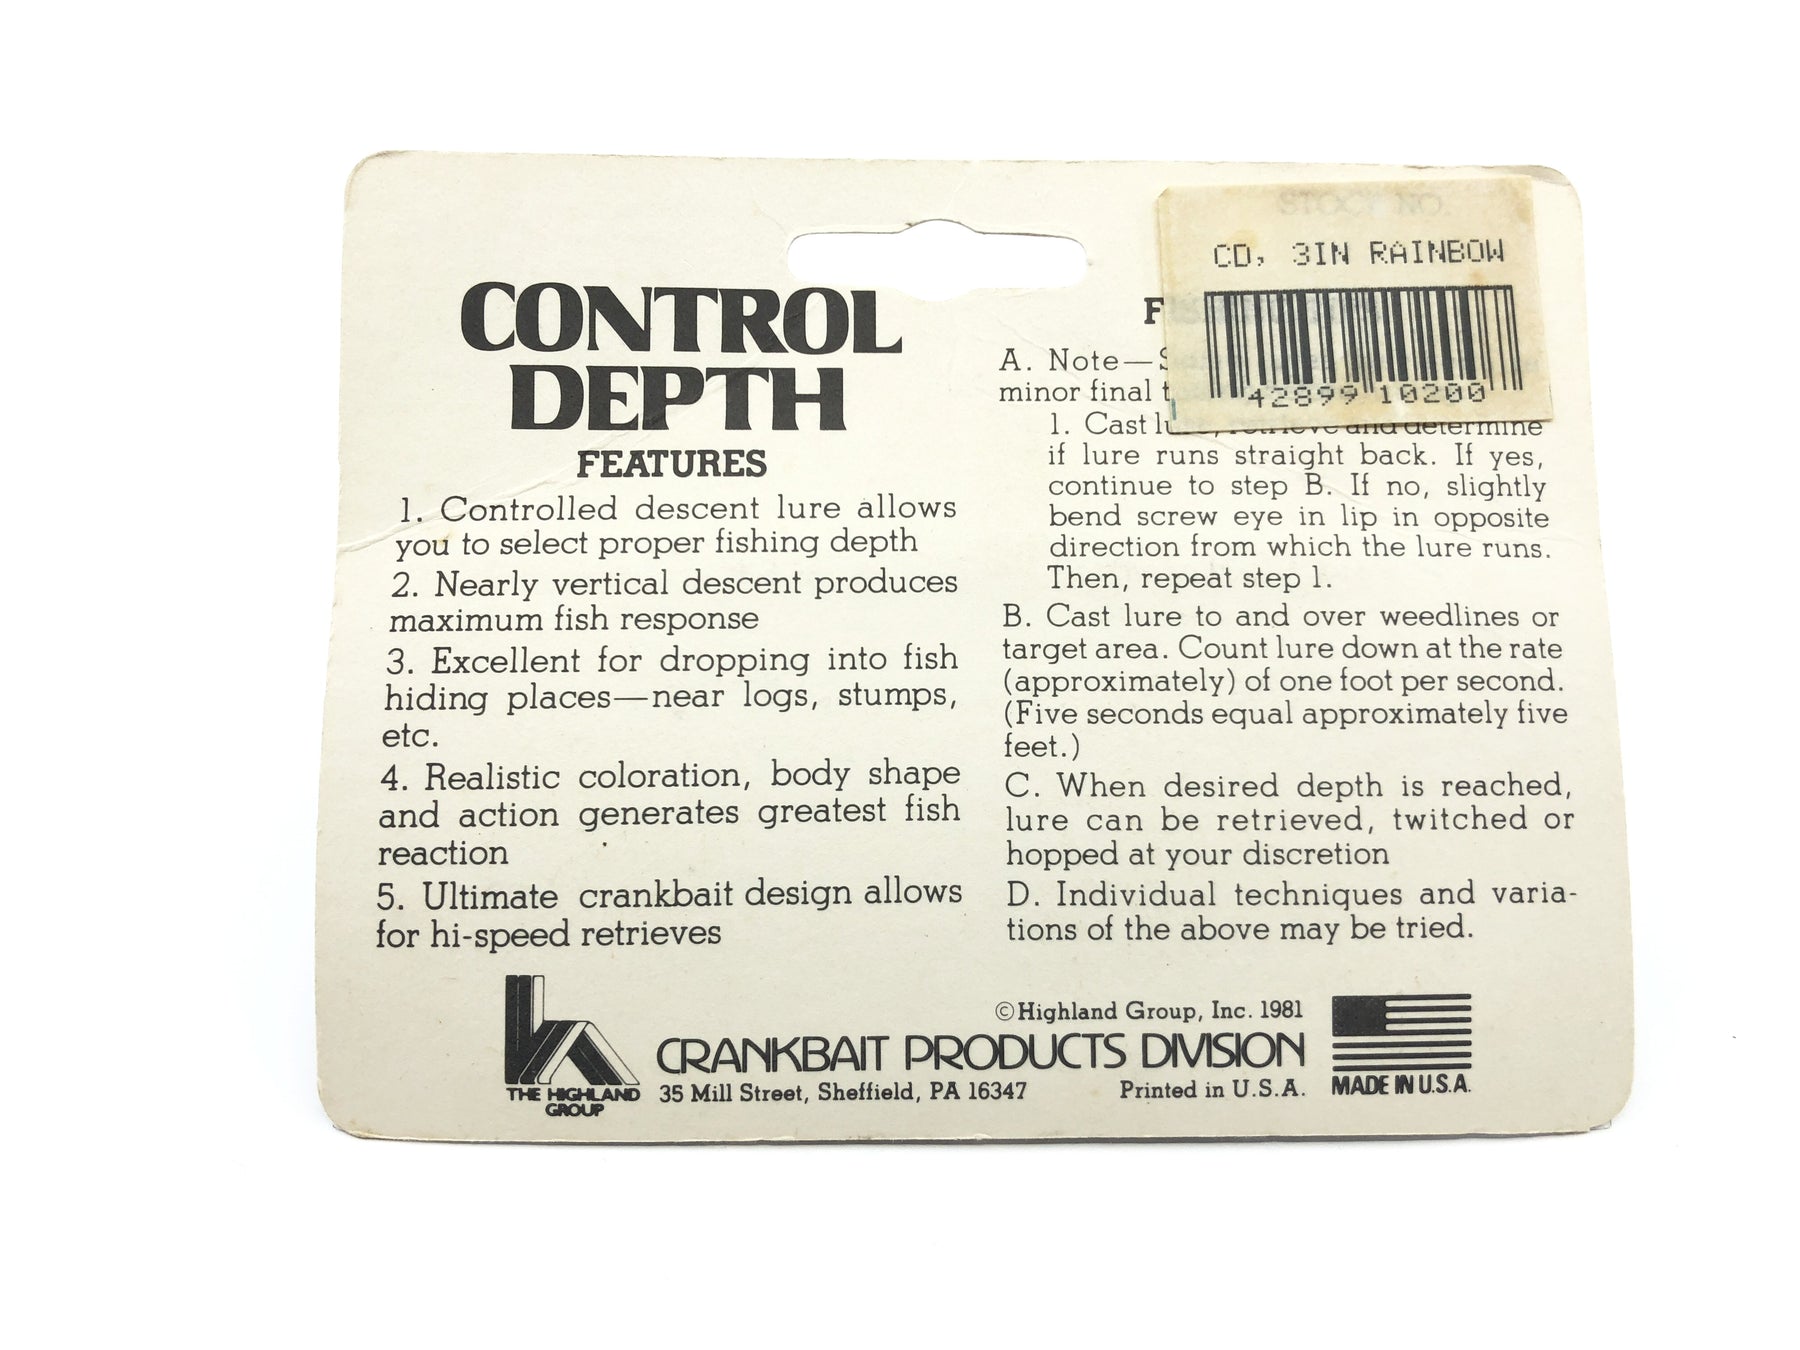 STOCK NO.
CD, 3IN RAINBOW
42899 10200
CONTROL
DEPTH
FEATURES
1. Controlled descent lure allows
you to select proper fishing depth
2. Nearly vertical descent produces
maximum fish response
3. Excellent for dropping into fish
hiding places—near logs, stumps,
etc.
4. Realistic coloration, body shape
and action generates greatest fish
reaction
5. Ultimate crankbait design allows
for hi-speed retrieves
A. Note—
minor final
1. Cast lure, retrieve and determine
if lure runs straight back. If yes,
continue to step B. If no, slightly
bend screw eye in lip in opposite
direction from which the lure runs.
Then, repeat step 1.
B. Cast lure to and over weedlines or
target area. Count lure down at the rate
(approximately) of one foot per second.
(Five seconds equal approximately five
feet.)
C. When desired depth is reached,
lure can be retrieved, twitched or
hopped at your discretion
D. Individual techniques and varia-
tions of the above may be tried.
THE HIGHLAND
GROUP
©Highland Group, Inc. 1981
CRANKBAIT PRODUCTS DIVISION
35 Mill Street, Sheffield, PA 16347 Printed in U.S.A.
MADE IN U.S.A.